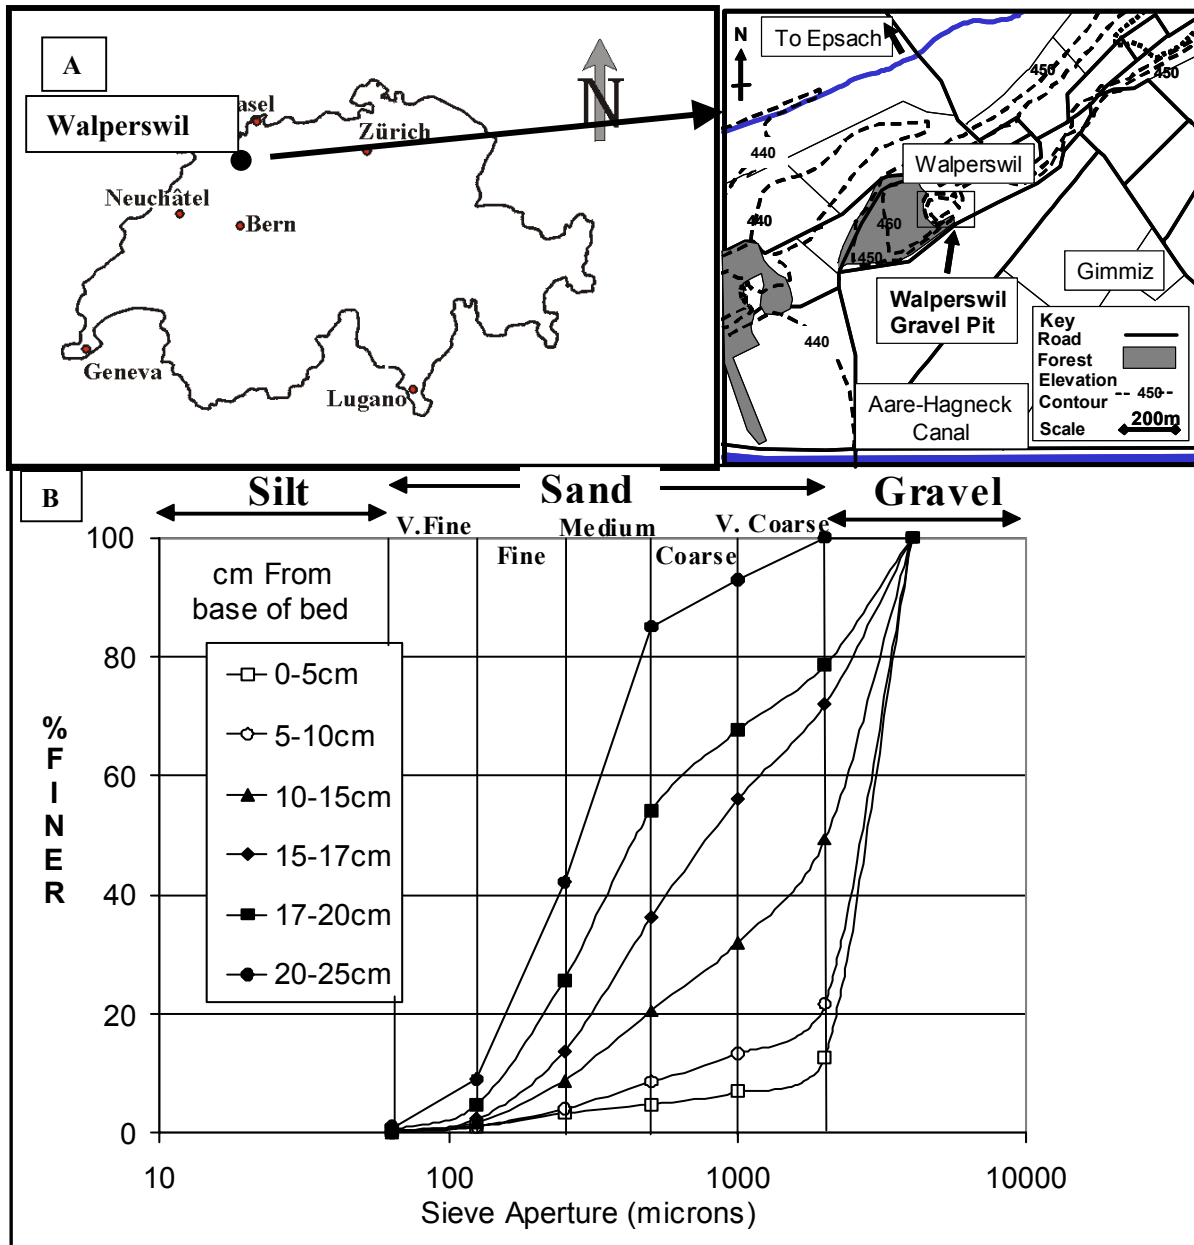 A
Walperswil
asel
Zürich
N
Neuchâtel
Bern
Geneva
Lugano
N
To Epsach
450
450
440
Walperswil
440
460
450
Gimmiz
Walperswil
Gravel Pit
440
Aare-Hagneck
Canal
Key
Road
Forest
Elevation
Contour
450
Scale
200m
B
Silt
Sand
Gravel
V.Fine
Fine
Medium
Coarse
V. Coarse
cm From
base of bed
0-5cm
5-10cm
10-15cm
15-17cm
17-20cm
20-25cm
%
F
I
N
E
R
100
80
60
40
20
0
10
100
1000
10000
Sieve Aperture (microns)